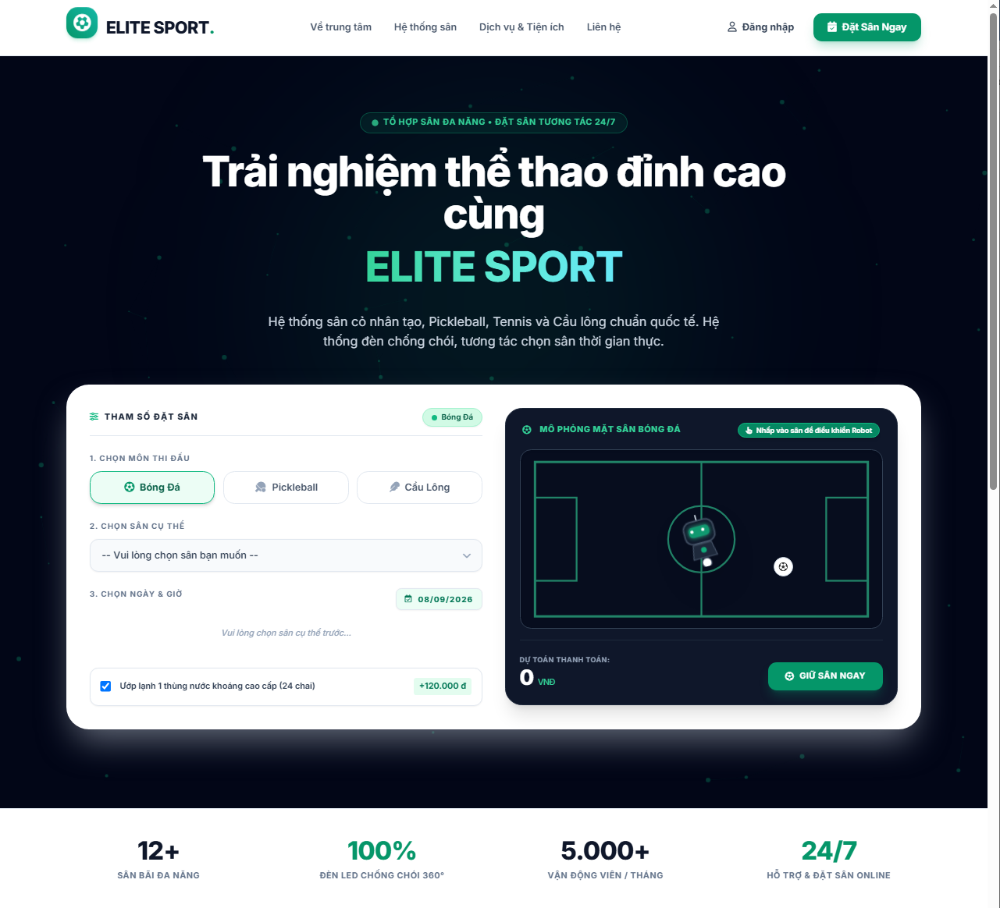 ELITE SPORT.
Về trung tâm
Hệ thống sân
Dịch vụ & Tiện ích
Liên hệ
Đăng nhập
Đặt Sân Ngay
TỔ HỢP SÂN ĐA NĂNG • ĐẶT SÂN TƯƠNG TÁC 24/7
Trải nghiệm thể thao đỉnh cao
cùng
ELITE SPORT
Hệ thống sân cỏ nhân tạo, Pickleball, Tennis và Cầu lông chuẩn quốc tế. Hệ
thống đèn chống chói, tương tác chọn sân thời gian thực.
THAM SỐ ĐẶT SÂN
Bóng Đá
1. CHỌN MÔN THI ĐẤU
Bóng Đá
Pickleball
Cầu Lông
2. CHỌN SÂN CỤ THỂ
-- Vui lòng chọn sân bạn muốn --
3. CHỌN NGÀY & GIỜ
08/09/2026
Vui lòng chọn sân cụ thể trước...
Ướp lạnh 1 thùng nước khoáng cao cấp (24 chai)
+120.000 đ
MÔ PHỎNG MẶT SÂN BÓNG ĐÁ
Nhấp vào sân để điều khiển Robot
DỰ TOÁN THANH TOÁN:
0 VNĐ
GIỮ SÂN NGAY
12+
SÂN BÃI ĐA NĂNG
100%
ĐÈN LED CHỐNG CHÓI 360°
5.000+
VẬN ĐỘNG VIÊN / THÁNG
24/7
HỖ TRỢ & ĐẶT SÂN ONLINE